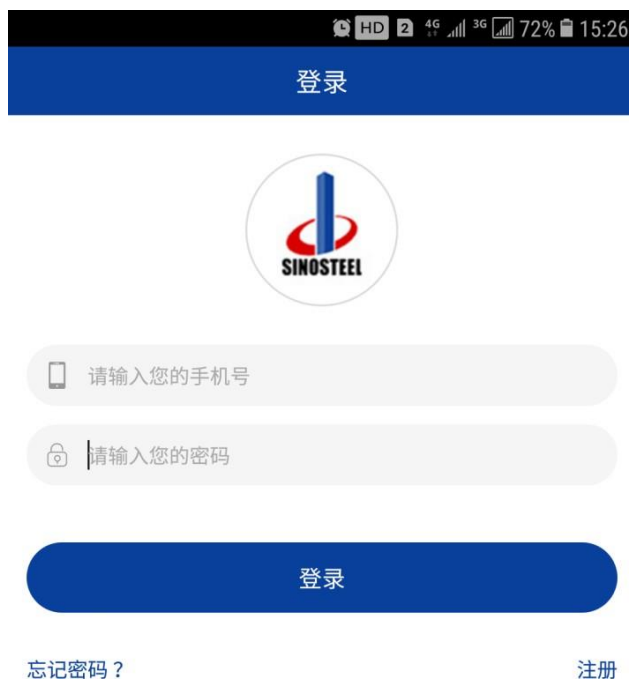 HD 2 4G 3G 72% 15:26
登录
SINOSTEEL
请输入您的手机号
请输入您的密码
登录
忘记密码？ 注册